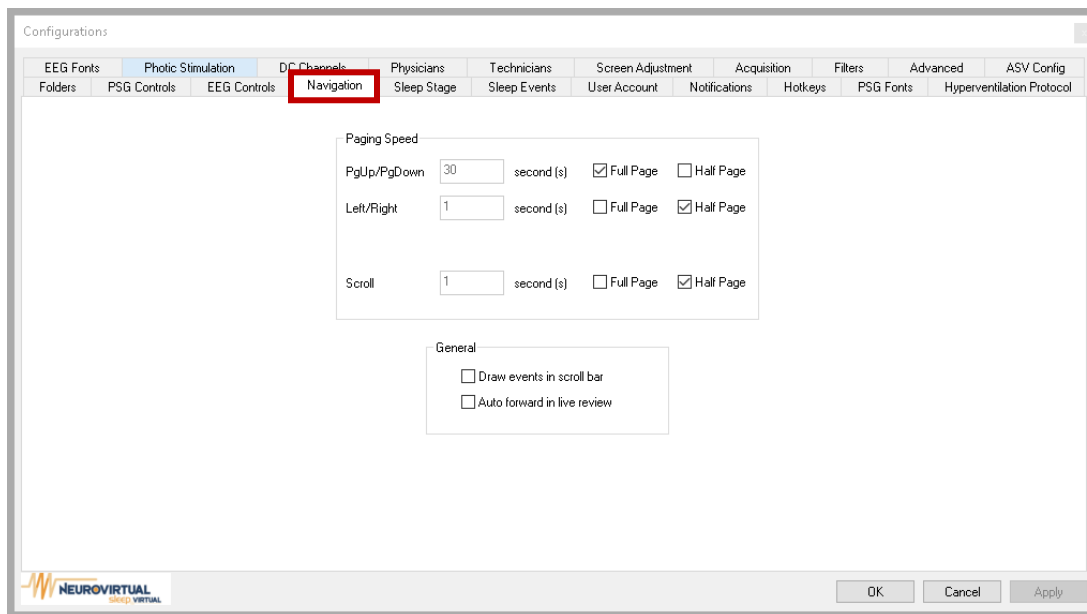 Configurations
EEG Fonts Photic Stimulation DC Channels Physicians Technicians Screen Adjustment Acquisition Filters Advanced ASV Config
Folders PSG Controls EEG Controls Navigation Sleep Stage Sleep Events User Account Notifications Hotkeys PSG Fonts Hyperventilation Protocol
Paging Speed
PgUp/PgDown 30 second (s) Full Page Half Page
Left/Right 1 second (s) Full Page Half Page
Scroll 1 second (s) Full Page Half Page
General
Draw events in scroll bar
Auto forward in live review
NEUROVIRTUAL
sleep VIRTUAL
OK Cancel Apply